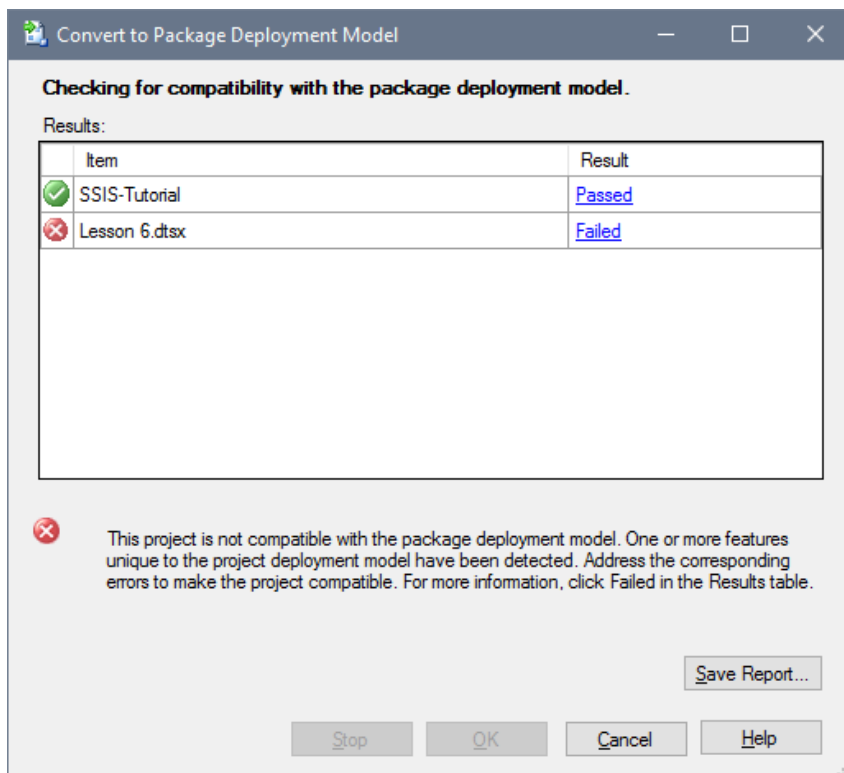 Convert to Package Deployment Model
Checking for compatibility with the package deployment model.
Results:
Item Result
SSIS-Tutorial Passed
Lesson 6.dtsx Failed
This project is not compatible with the package deployment model. One or more features
unique to the project deployment model have been detected. Address the corresponding
errors to make the project compatible. For more information, click Failed in the Results table.
Save Report...
Stop OK Cancel Help